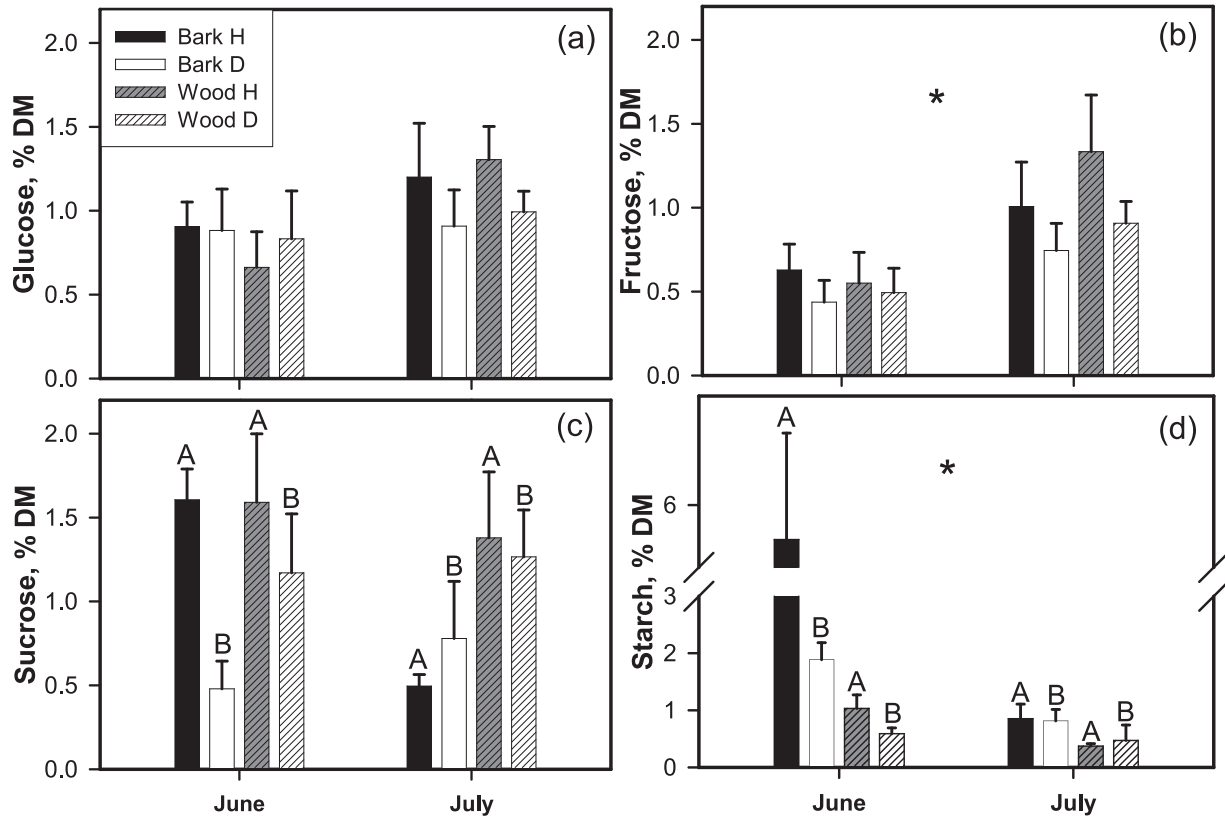 (a)
Bark H
Bark D
Wood H
Wood D
Glucose, % DM
2.0
1.5
1.0
0.5
0.0
(b)
*
Fructose, % DM
2.0
1.5
1.0
0.5
0.0
(c)
Sucrose, % DM
2.0
1.5
1.0
0.5
0.0
A
B
A
B
A
B
A
B
June
July
(d)
*
Starch, % DM
6
3
2
1
0
A
B
A
B
A
B
A
B
June
July